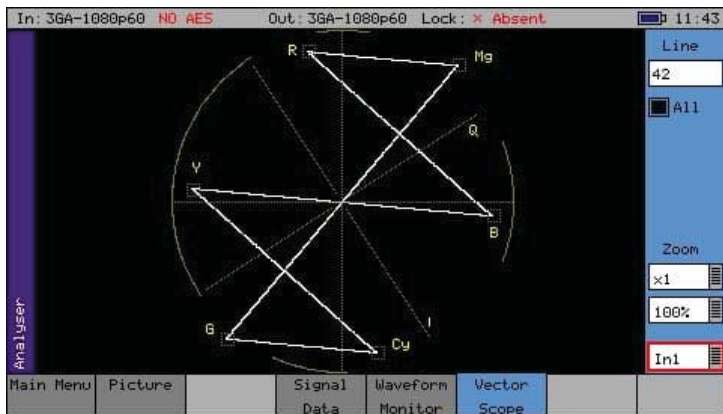 In: 3GA-1080p60 NO AES Out: 3GA-1080p60 Lock: × Absent 11:43
Line
42
All
R
Mg
Q
Y
B
G
Cy
I
Zoom
x1
100%
In1
Analyser
Main Menu Picture Signal Data Waveform Monitor Vector Scope